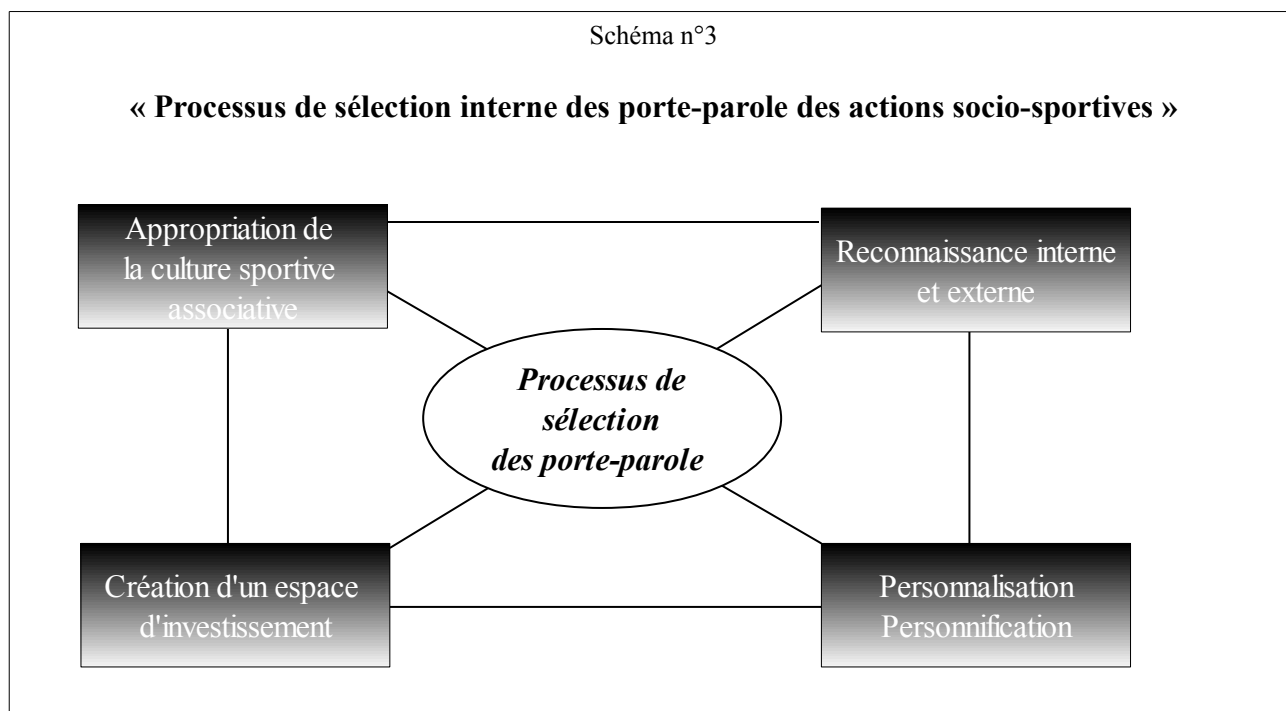 Schéma n°3
« Processus de sélection interne des porte-parole des actions socio-sportives »
Appropriation de
la culture sportive
associative
Reconnaissance interne
et externe
Processus de
sélection
des porte-parole
Création d'un espace
d'investissement
Personnalisation
Personnification